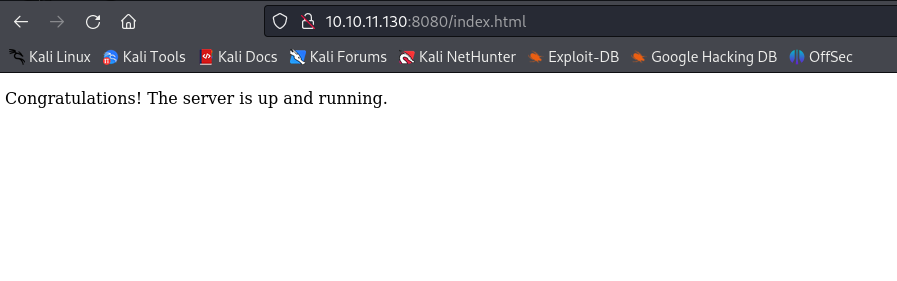 10.10.11.130:8080/index.html
Kali Linux Kali Tools Kali Docs Kali Forums Kali NetHunter Exploit-DB Google Hacking DB OffSec
Congratulations! The server is up and running.